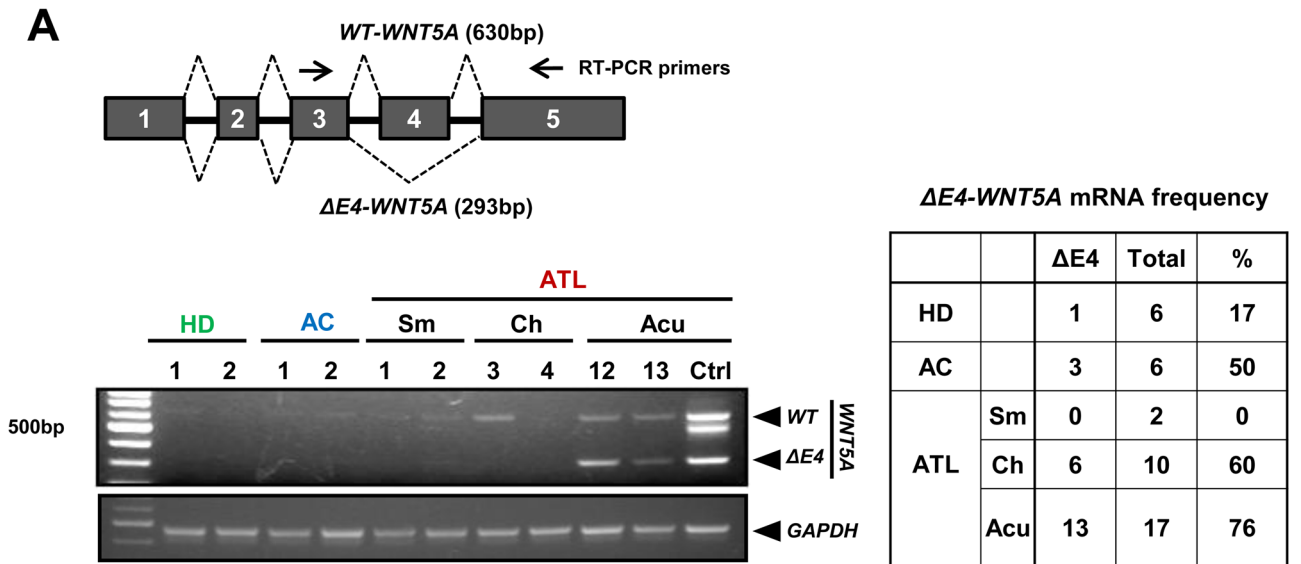 A
WT-WNT5A (630bp)
RT-PCR primers
1 2 3 4 5
ΔE4-WNT5A (293bp)
ATL
HD AC Sm Ch Acu
1 2 1 2 1 2 3 4 12 13 Ctrl
500bp
WT
ΔE4
WNT5A
GAPDH
ΔE4-WNT5A mRNA frequency
ΔE4 Total %
HD 1 6 17
AC 3 6 50
ATL
Sm 0 2 0
Ch 6 10 60
Acu 13 17 76